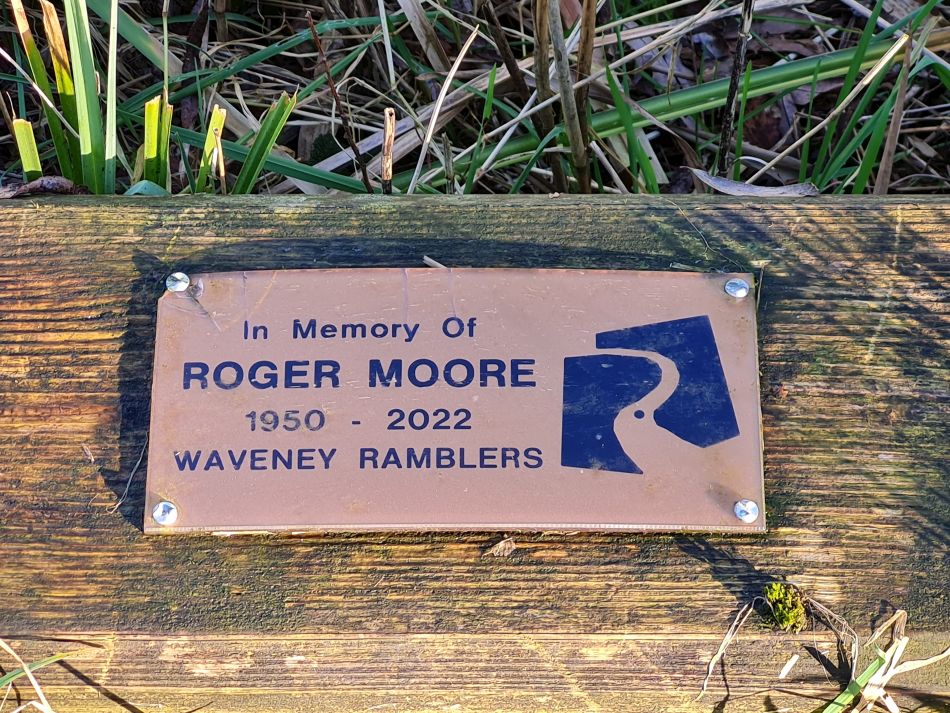 In Memory Of
ROGER MOORE
1950 - 2022
WAVENEY RAMBLERS